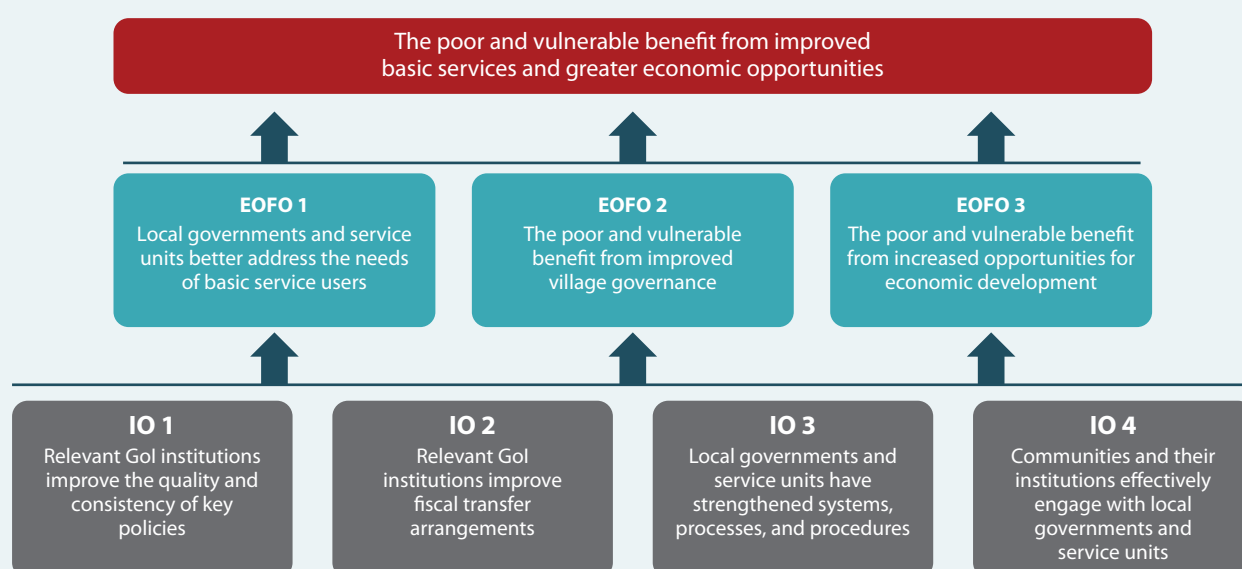 The poor and vulnerable benefit from improved
basic services and greater economic opportunities
EOFO 1
Local governments and service
units better address the needs
of basic service users
EOFO 2
The poor and vulnerable
benefit from improved
village governance
EOFO 3
The poor and vulnerable benefit
from increased opportunities for
economic development
IO 1
Relevant GoI institutions
improve the quality and
consistency of key
policies
IO 2
Relevant GoI
institutions improve
fiscal transfer
arrangements
IO 3
Local governments and
service units have
strengthened systems,
processes, and procedures
IO 4
Communities and their
institutions effectively
engage with local
governments and
service units